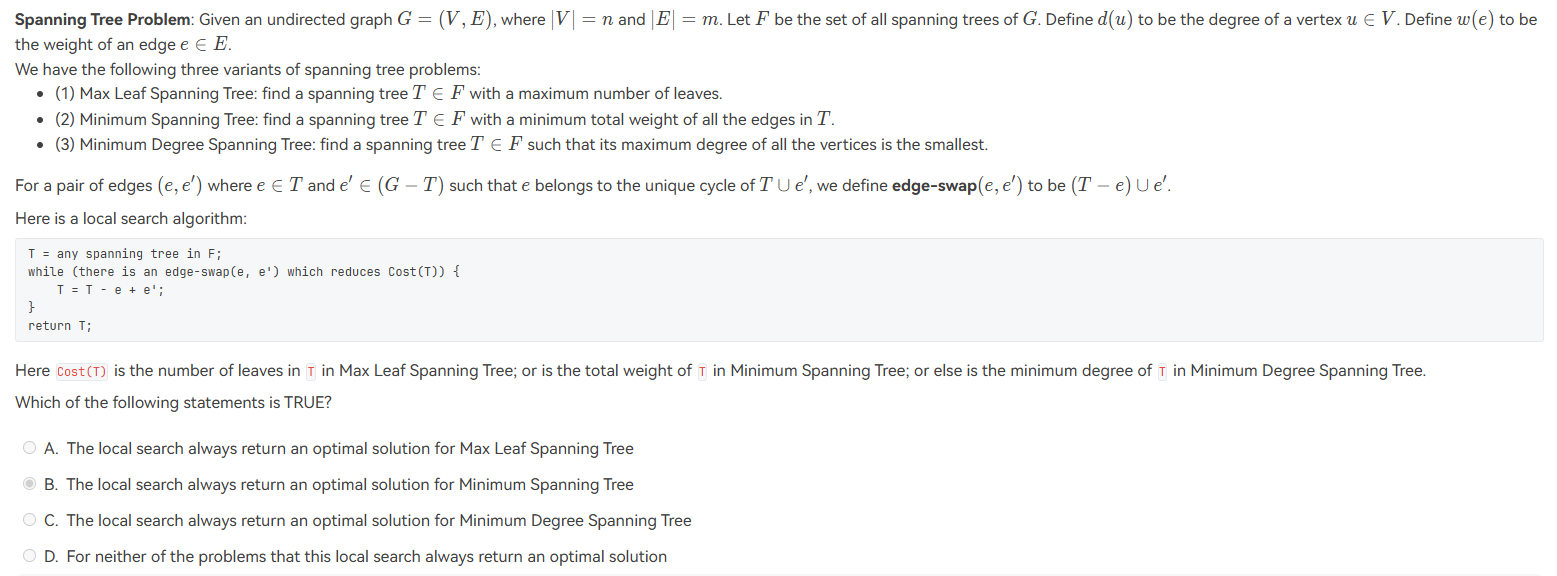 Spanning Tree Problem: Given an undirected graph G = (V, E), where |V| = n and |E| = m. Let F be the set of all spanning trees of G. Define d(u) to be the degree of a vertex u ∈ V. Define w(e) to be
the weight of an edge e ∈ E.
We have the following three variants of spanning tree problems:
• (1) Max Leaf Spanning Tree: find a spanning tree T ∈ F with a maximum number of leaves.
• (2) Minimum Spanning Tree: find a spanning tree T ∈ F with a minimum total weight of all the edges in T.
• (3) Minimum Degree Spanning Tree: find a spanning tree T ∈ F such that its maximum degree of all the vertices is the smallest.
For a pair of edges (e, e′) where e ∈ T and e′ ∈ (G − T) such that e belongs to the unique cycle of T ∪ e′, we define edge-swap(e, e′) to be (T − e) ∪ e′.
Here is a local search algorithm:
T = any spanning tree in F;
while (there is an edge-swap(e, e') which reduces Cost(T)) {
    T = T - e + e';
}
return T;
Here Cost(T) is the number of leaves in T in Max Leaf Spanning Tree; or is the total weight of T in Minimum Spanning Tree; or else is the minimum degree of T in Minimum Degree Spanning Tree.
Which of the following statements is TRUE?
A. The local search always return an optimal solution for Max Leaf Spanning Tree
B. The local search always return an optimal solution for Minimum Spanning Tree
C. The local search always return an optimal solution for Minimum Degree Spanning Tree
D. For neither of the problems that this local search always return an optimal solution